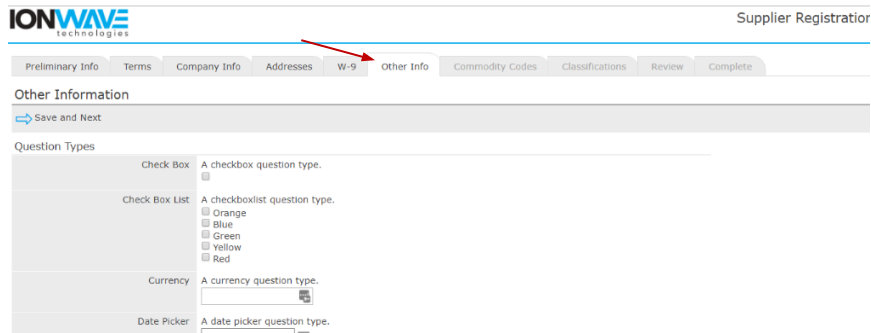 IONWAVE
technologies
Supplier Registration
Preliminary Info Terms Company Info Addresses W-9 Other Info Commodity Codes Classifications Review Complete
Other Information
Save and Next
Question Types
Check Box A checkbox question type.
Check Box List A checkboxlist question type.
Orange
Blue
Green
Yellow
Red
Currency A currency question type.
Date Picker A date picker question type.